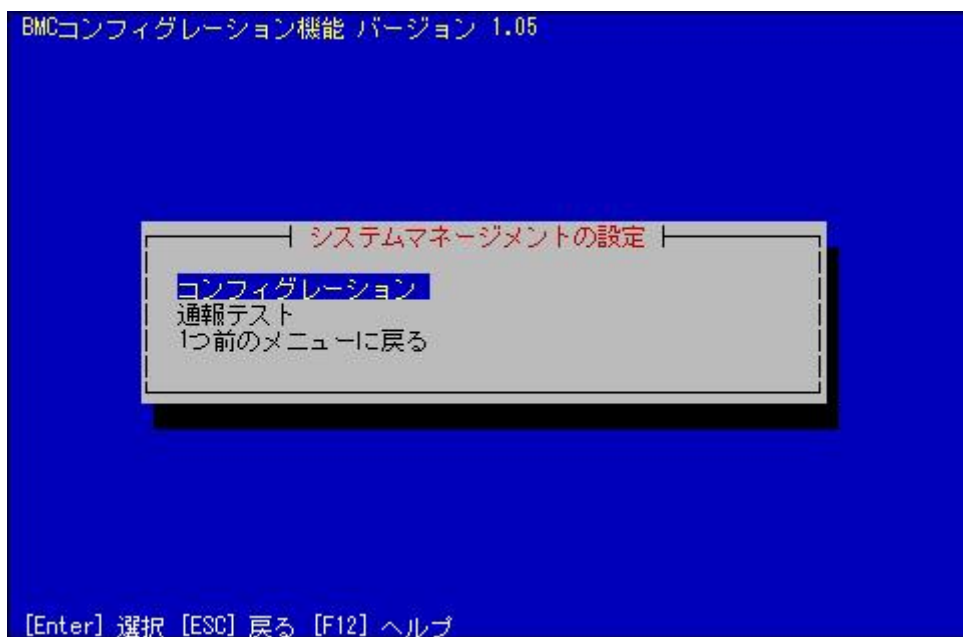 BMCコンフィグレーション機能 バージョン 1.05
システムマネージメントの設定
コンフィグレーション
通報テスト
1つ前のメニューに戻る
[Enter] 選択 [ESC] 戻る [F12] ヘルプ